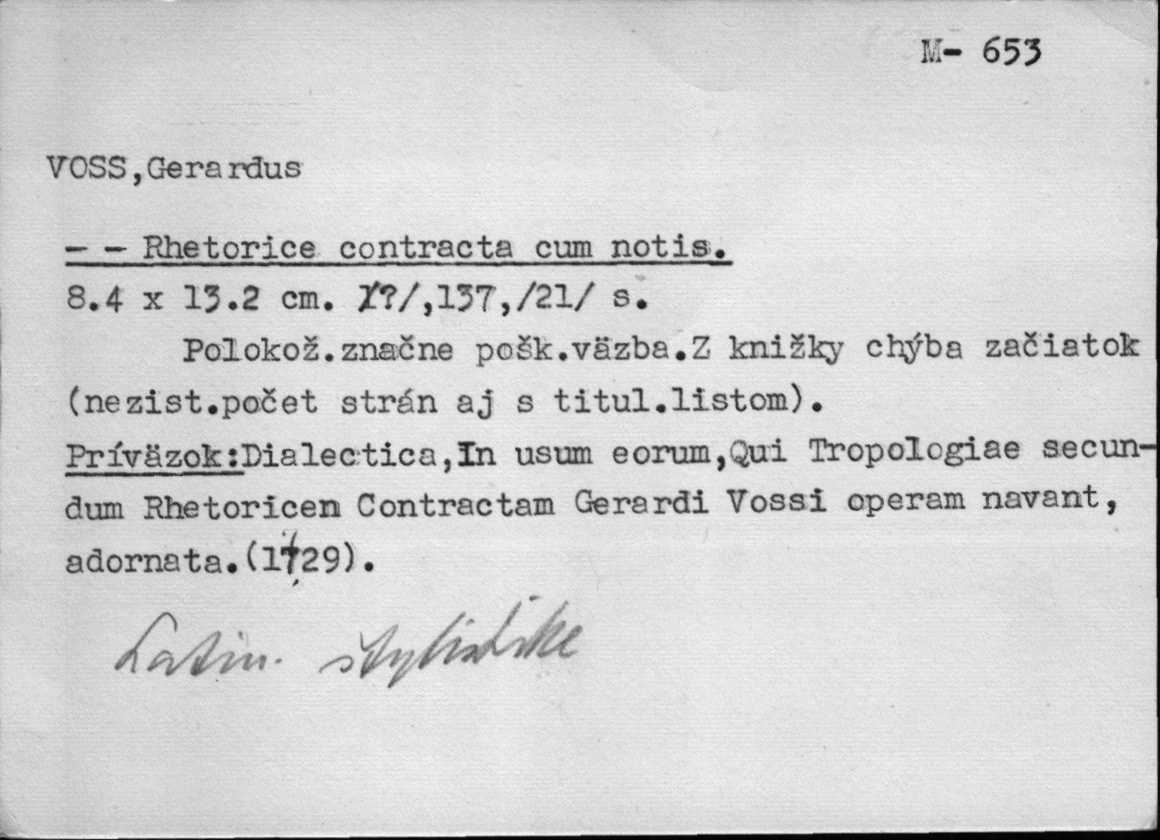 M- 653
VOSS,Gerardus
- - Rhetorice contracta cum notis.
8.4 x 13.2 cm. /?/,137,/21/ s.
Polokož.značne pošk.väzba.Z knižky chýba začiatok
(nezist.počet strán aj s titul.listom).
Príväzok:Dialectica,In usum eorum,Qui Tropologiae secun-
dum Rhetoricen Contractam Gerardi Vossi operam navant,
adornata.(1729).
Latin. štylistike